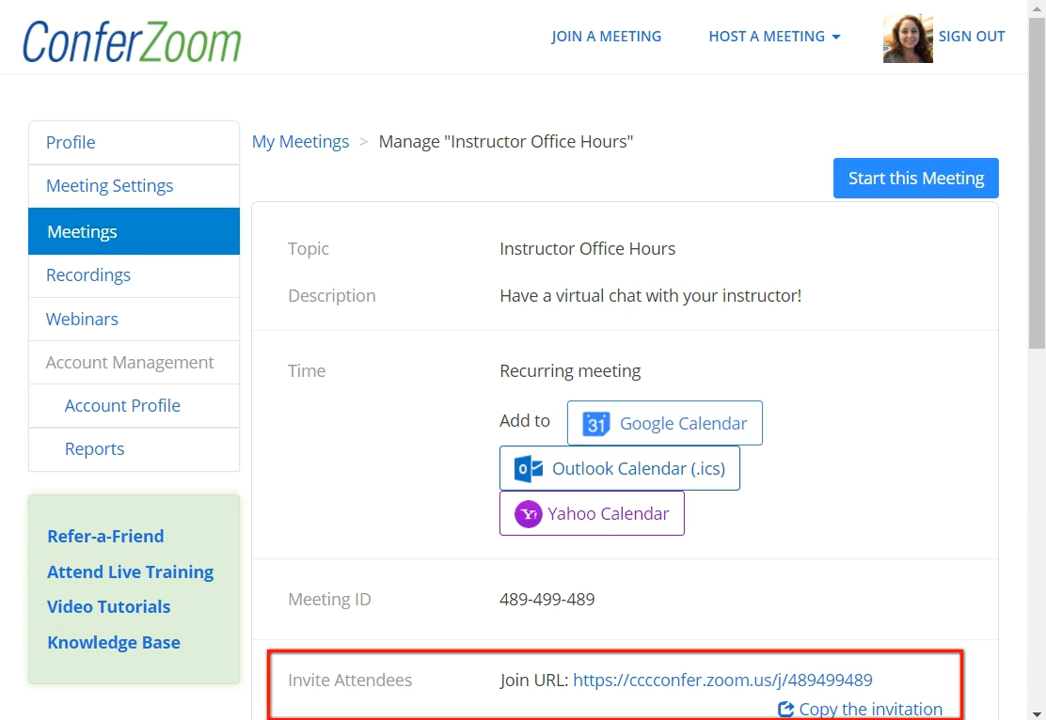 ConferZoom
JOIN A MEETING
HOST A MEETING
SIGN OUT
Profile
Meeting Settings
Meetings
Recordings
Webinars
Account Management
Account Profile
Reports
Refer-a-Friend
Attend Live Training
Video Tutorials
Knowledge Base
My Meetings > Manage "Instructor Office Hours"
Start this Meeting
Topic Instructor Office Hours
Description Have a virtual chat with your instructor!
Time Recurring meeting
Add to 31 Google Calendar
Outlook Calendar (.ics)
Yahoo Calendar
Meeting ID 489-499-489
Invite Attendees Join URL: https://cccconfer.zoom.us/j/489499489
Copy the invitation